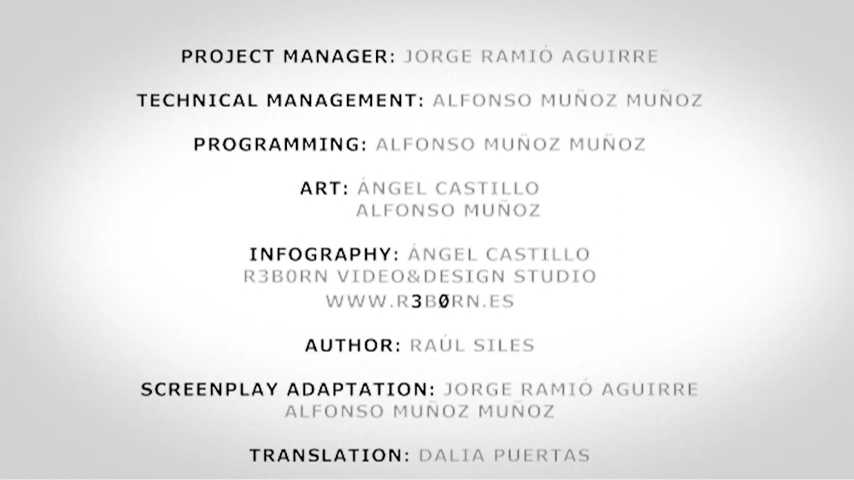 PROJECT MANAGER: JORGE RAMIÓ AGUIRRE
TECHNICAL MANAGEMENT: ALFONSO MUÑOZ MUÑOZ
PROGRAMMING: ALFONSO MUÑOZ MUÑOZ
ART: ÁNGEL CASTILLO
ALFONSO MUÑOZ
INFOGRAPHY: ÁNGEL CASTILLO
R3B0RN VIDEO&DESIGN STUDIO
WWW.R3B0RN.ES
AUTHOR: RAÚL SILES
SCREENPLAY ADAPTATION: JORGE RAMIÓ AGUIRRE
ALFONSO MUÑOZ MUÑOZ
TRANSLATION: DALIA PUERTAS